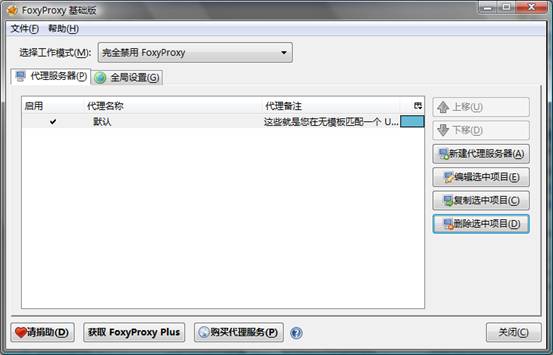 FoxyProxy 基础版
文件(F) 帮助(H)
选择工作模式(M): 完全禁用 FoxyProxy
代理服务器(P) 全局设置(G)
启用 代理名称 代理备注
默认 这些就是您在无模板匹配一个 U...
上移(U)
下移(D)
新建代理服务器(A)
编辑选中项目(E)
复制选中项目(C)
删除选中项目(D)
请捐助(D) 获取 FoxyProxy Plus 购买代理服务(P) 关闭(C)